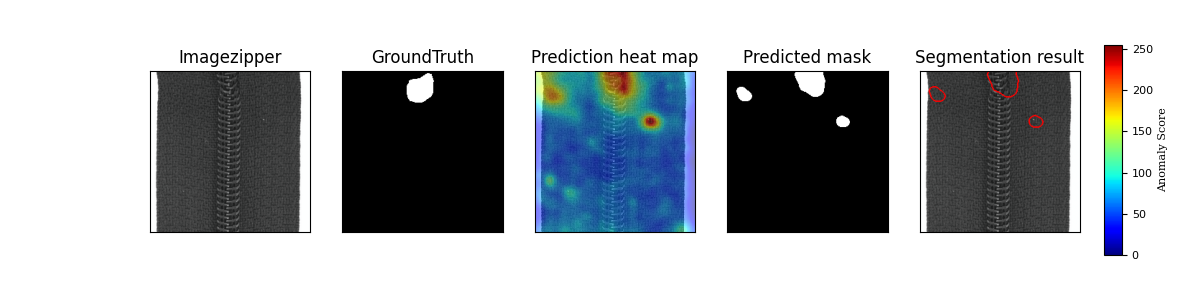 Imagezipper
GroundTruth
Prediction heat map
Predicted mask
Segmentation result
250
200
150
100
50
0
Anomaly Score